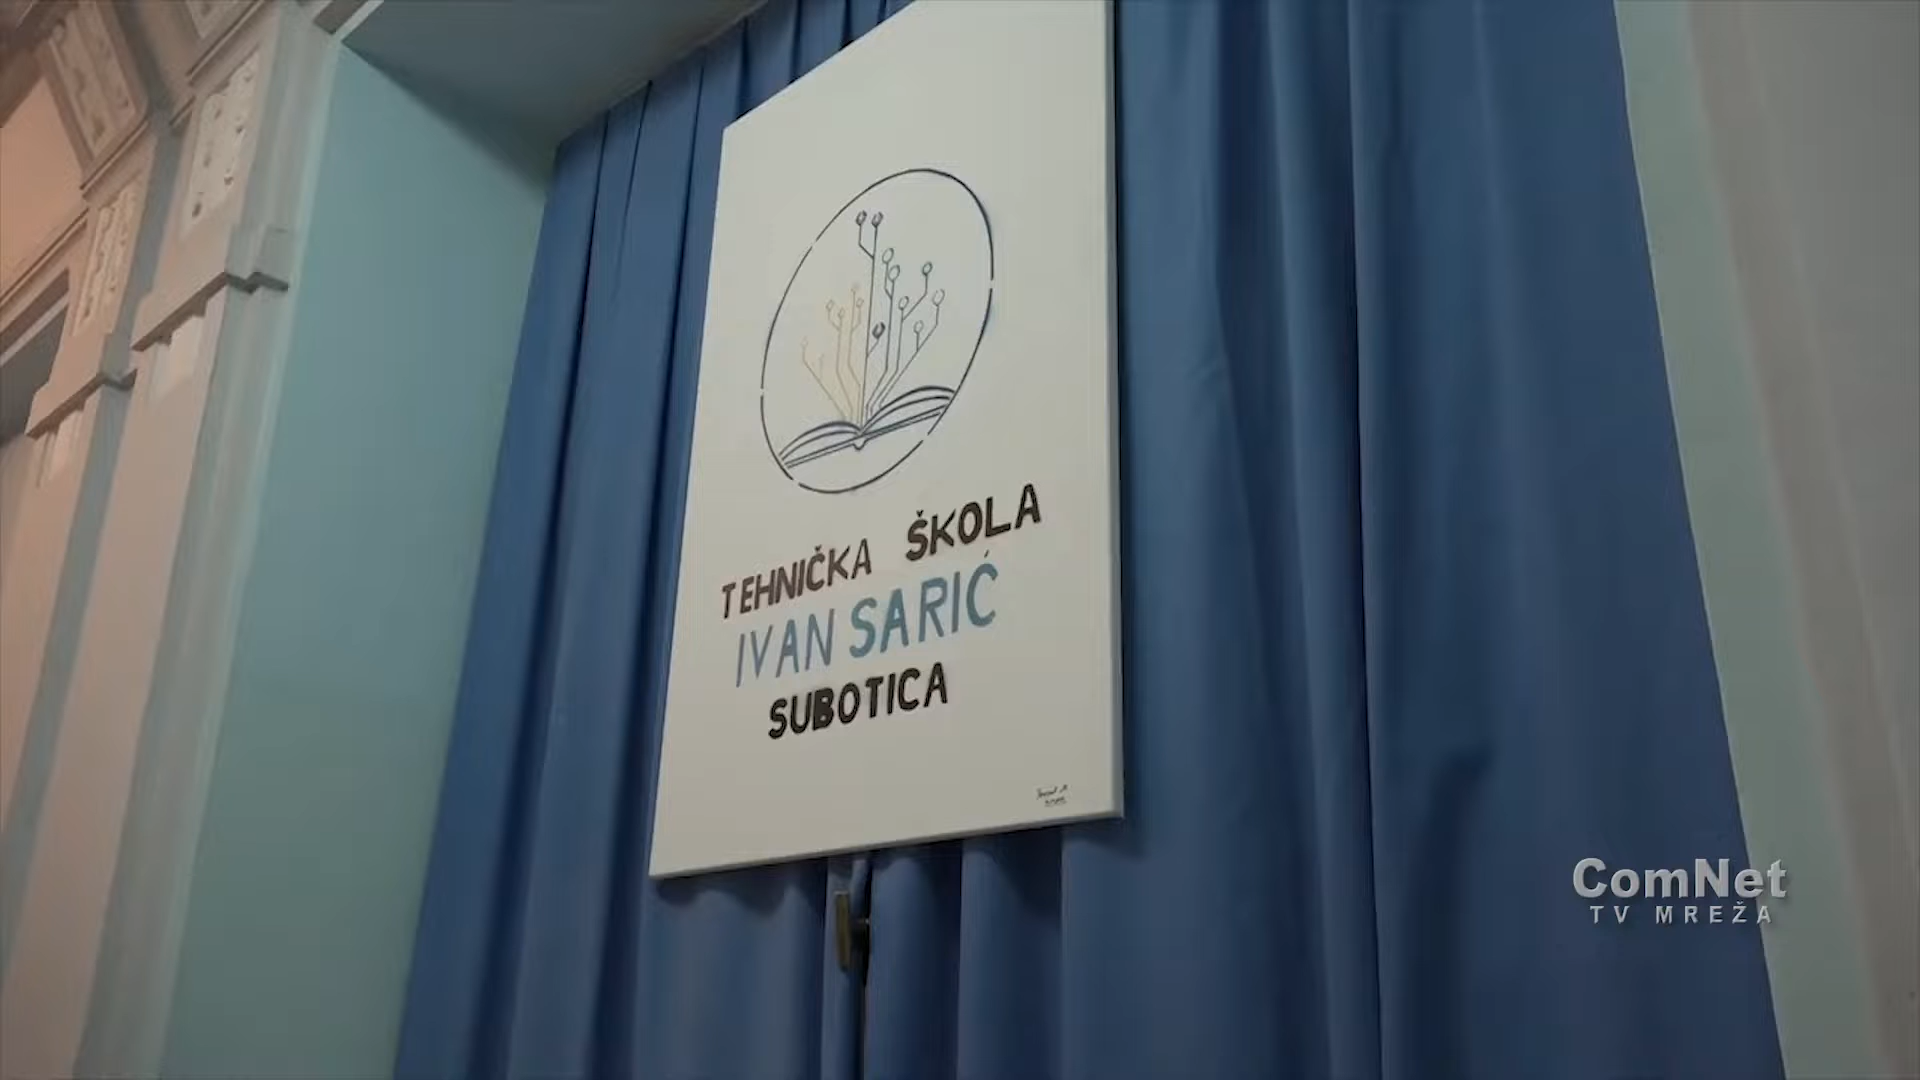 TEHNIČKA ŠKOLA
IVAN SARIĆ
SUBOTICA
ComNet
TV MREŽA